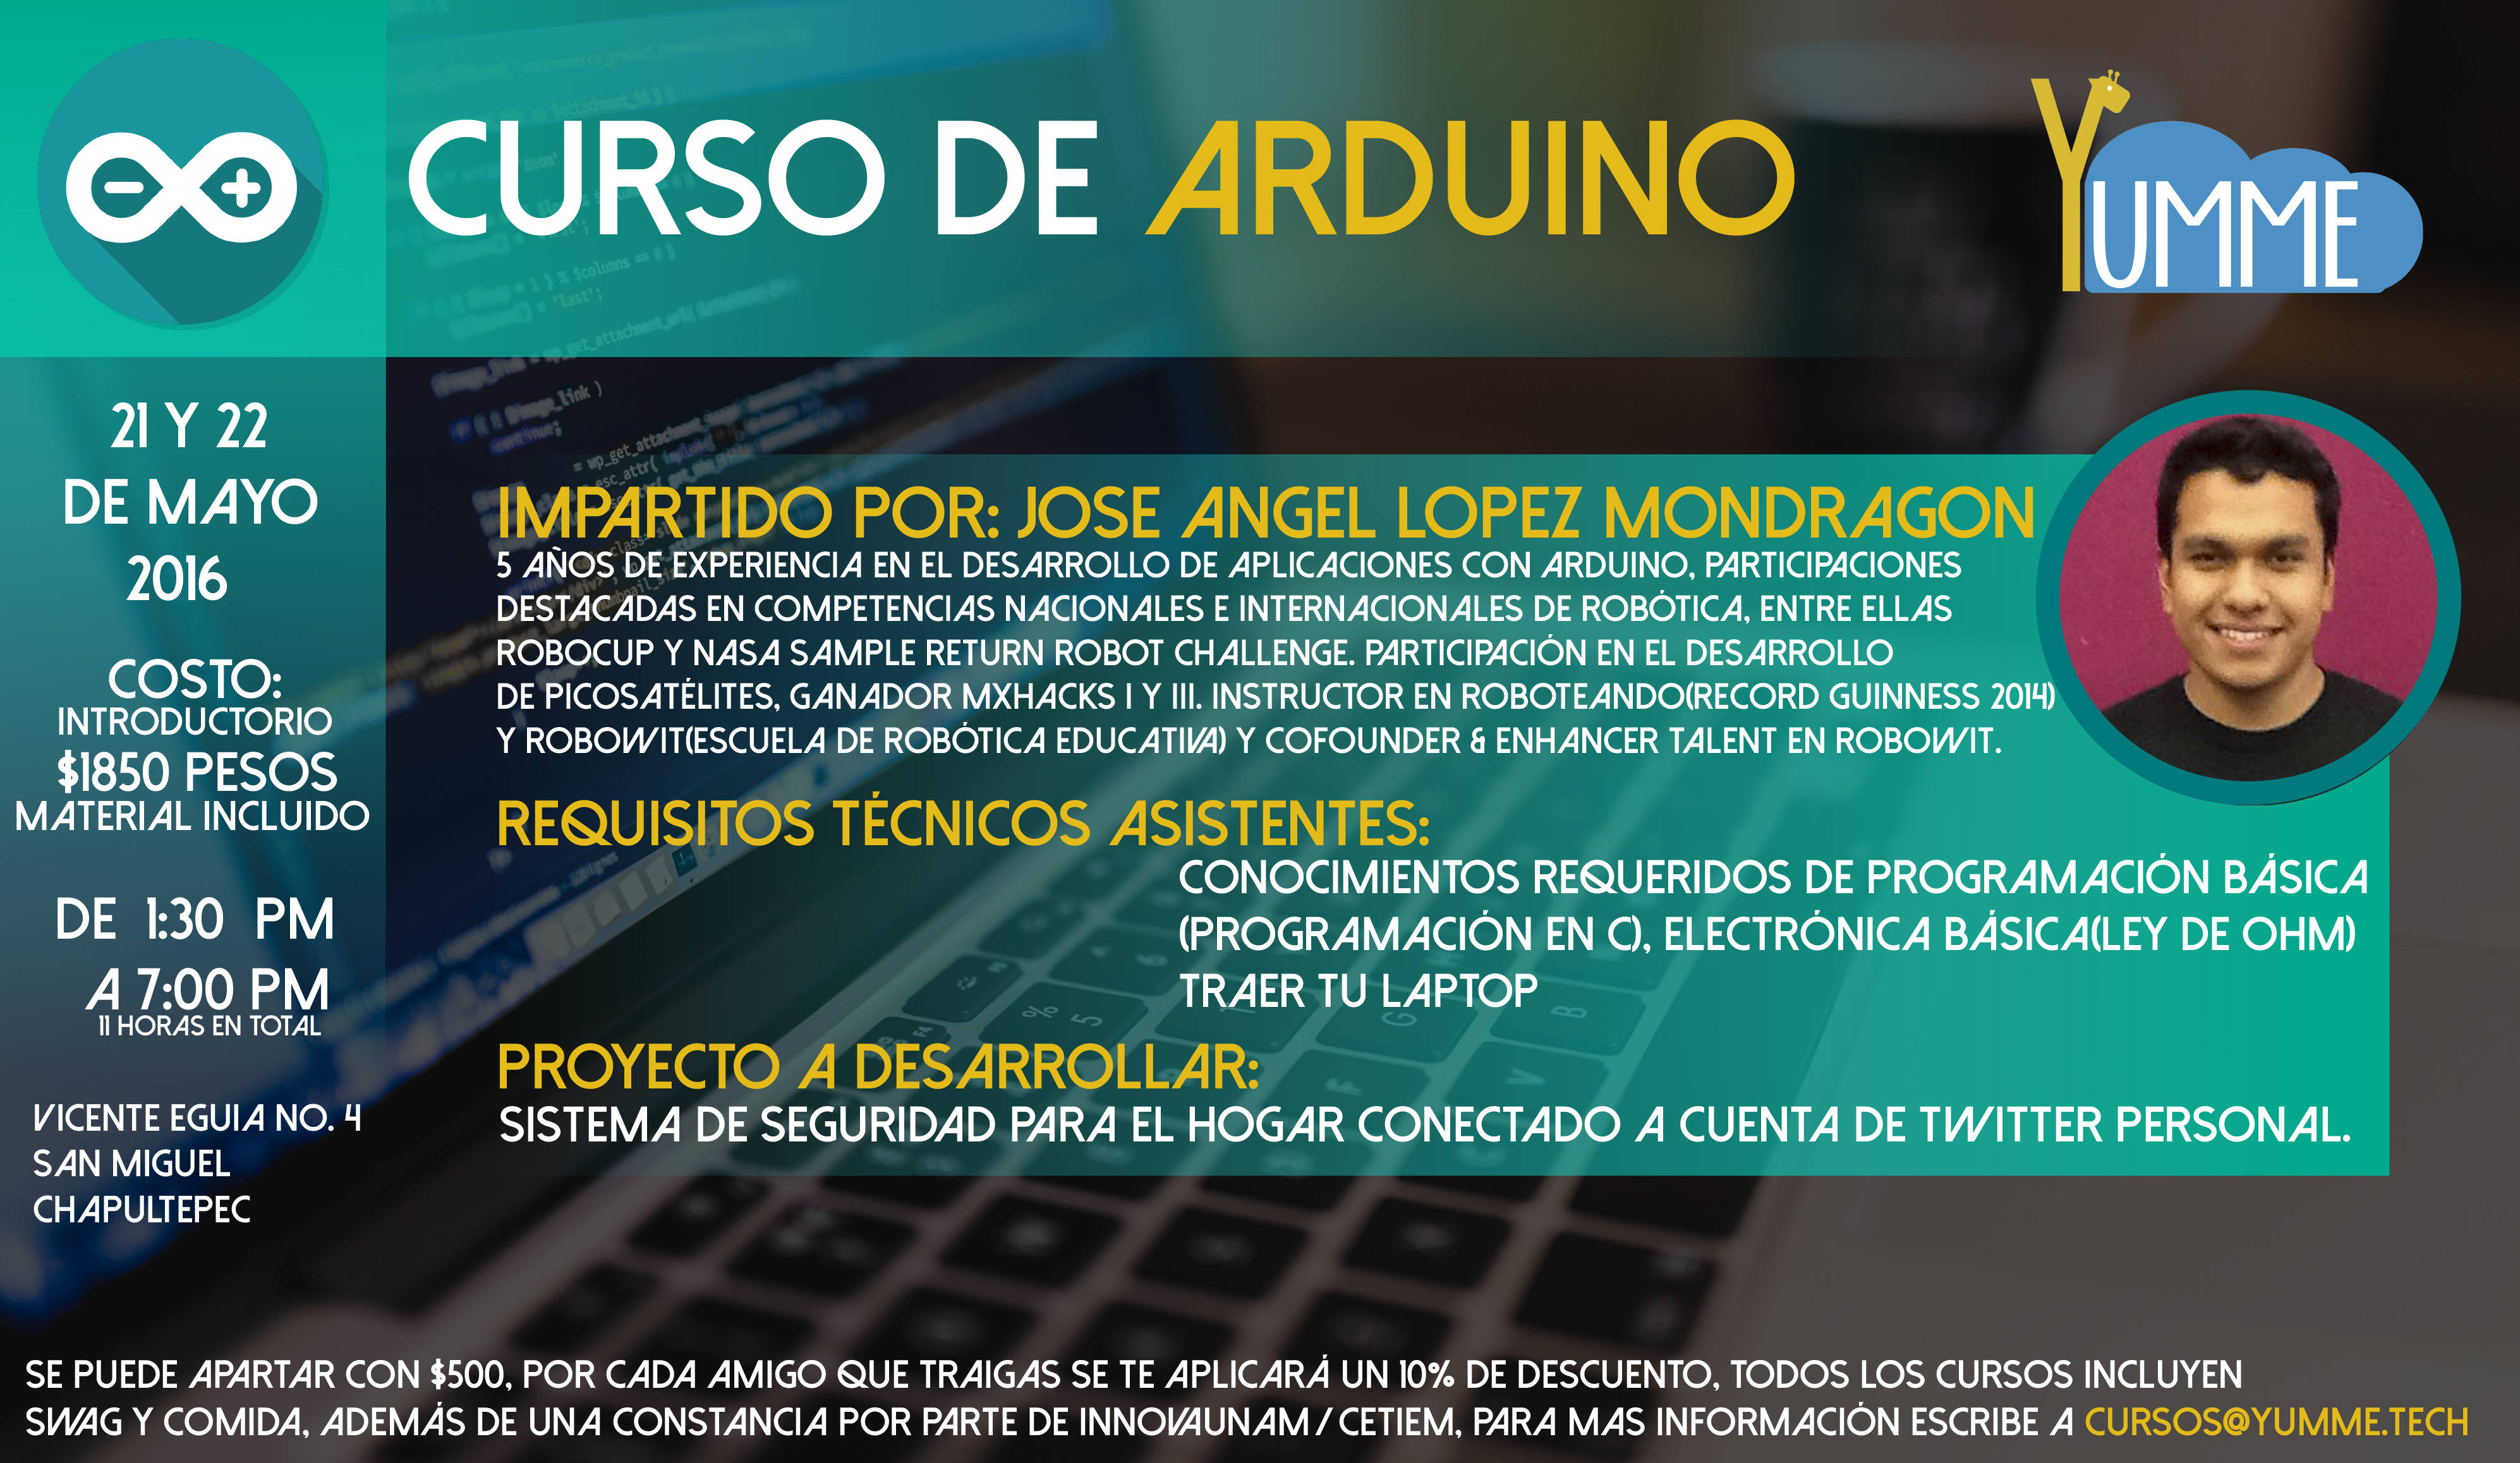 CURSO DE ARDUINO
YUMME
21 Y 22
DE MAYO
2016
COSTO:
INTRODUCTORIO
$1850 PESOS
MATERIAL INCLUIDO
DE 1:30 PM
A 7:00 PM
11 HORAS EN TOTAL
VICENTE EGUIA NO. 4
SAN MIGUEL
CHAPULTEPEC
IMPARTIDO POR: JOSE ANGEL LOPEZ MONDRAGON
5 AÑOS DE EXPERIENCIA EN EL DESARROLLO DE APLICACIONES CON ARDUINO, PARTICIPACIONES
DESTACADAS EN COMPETENCIAS NACIONALES E INTERNACIONALES DE ROBÓTICA, ENTRE ELLAS
ROBOCUP Y NASA SAMPLE RETURN ROBOT CHALLENGE. PARTICIPACIÓN EN EL DESARROLLO
DE PICOSATÉLITES, GANADOR MXHACKS I Y III. INSTRUCTOR EN ROBOTEANDO(RECORD GUINNESS 2014)
Y ROBOWIT(ESCUELA DE ROBÓTICA EDUCATIVA) Y COFOUNDER & ENHANCER TALENT EN ROBOWIT.
REQUISITOS TÉCNICOS ASISTENTES:
CONOCIMIENTOS REQUERIDOS DE PROGRAMACIÓN BÁSICA
(PROGRAMACIÓN EN C), ELECTRÓNICA BÁSICA(LEY DE OHM)
TRAER TU LAPTOP
PROYECTO A DESARROLLAR:
SISTEMA DE SEGURIDAD PARA EL HOGAR CONECTADO A CUENTA DE TWITTER PERSONAL.
SE PUEDE APARTAR CON $500, POR CADA AMIGO QUE TRAIGAS SE TE APLICARÁ UN 10% DE DESCUENTO, TODOS LOS CURSOS INCLUYEN
SWAG Y COMIDA, ADEMÁS DE UNA CONSTANCIA POR PARTE DE INNOVAUNAM/CETIEM, PARA MAS INFORMACIÓN ESCRIBE A CURSOS@YUMME.TECH